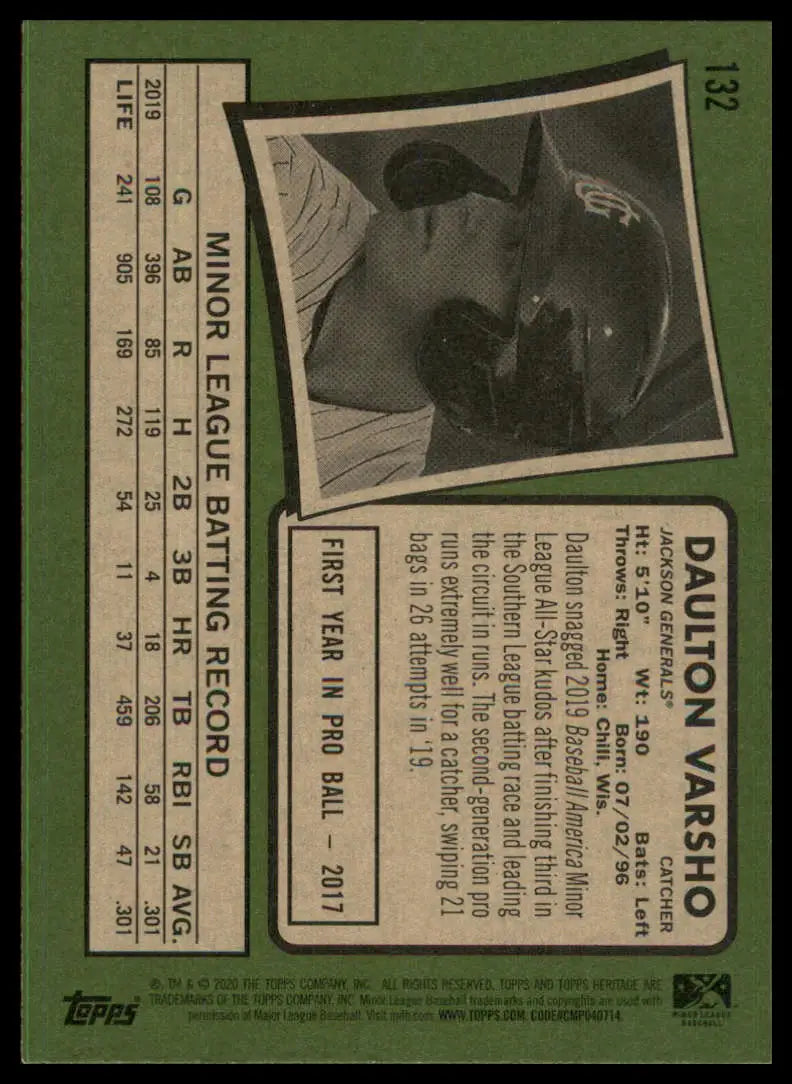 132
DAULTON VARSHO
JACKSON GENERALS® CATCHER
Ht: 5'10" Wt: 190 Bats: Left
Throws: Right Born: 07/02/96
Home: Chili, Wis.
Daulton snagged 2019 Baseball America Minor
League All-Star kudos after finishing third in
the Southern League batting race and leading
the circuit in runs. The second-generation pro
runs extremely well for a catcher, swiping 21
bags in 26 attempts in '19.
FIRST YEAR IN PRO BALL – 2017
MINOR LEAGUE BATTING RECORD
G AB R H 2B 3B HR TB RBI SB AVG.
2019 108 396 85 119 25 4 18 206 58 21 .301
LIFE 241 905 169 272 54 11 37 459 142 47 .301
MINOR LEAGUE
BASEBALL
®, TM & © 2020 THE TOPPS COMPANY, INC. ALL RIGHTS RESERVED. TOPPS AND TOPPS HERITAGE ARE
TRADEMARKS OF THE TOPPS COMPANY, INC. Minor League Baseball trademarks and copyrights are used with
permission of Major League Baseball. Visit milb.com. WWW.TOPPS.COM. CODE#CMP040714.
Topps®